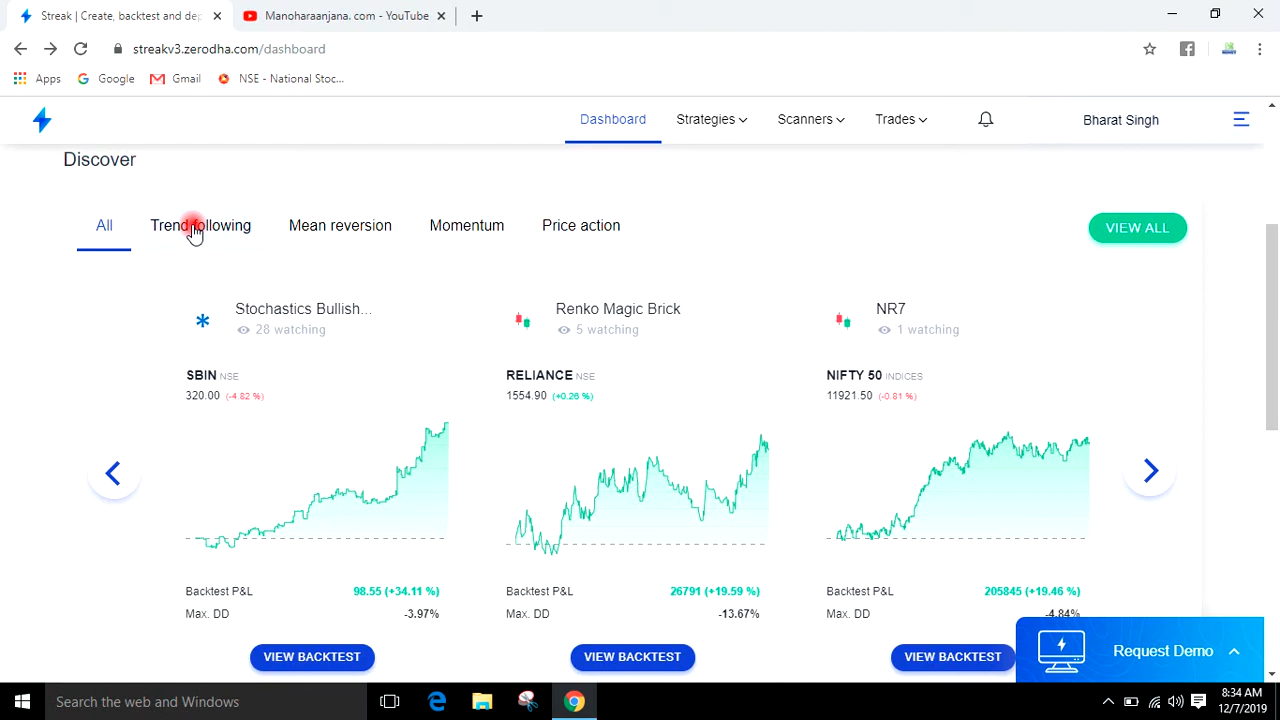 Streak | Create, backtest and dep
Manoharaanjana. com - YouTube
streakv3.zerodha.com/dashboard
Apps
Google
Gmail
NSE - National Stoc...
Dashboard
Strategies
Scanners
Trades
Bharat Singh
Discover
All
Trend following
Mean reversion
Momentum
Price action
VIEW ALL
Stochastics Bullish...
28 watching
Renko Magic Brick
5 watching
NR7
1 watching
SBIN NSE
320.00 (-4.82 %)
RELIANCE NSE
1554.90 (+0.26 %)
NIFTY 50 INDICES
11921.50 (-0.81 %)
Backtest P&L 98.55 (+34.11 %)
Max. DD -3.97%
Backtest P&L 26791 (+19.59 %)
Max. DD -13.67%
Backtest P&L 205845 (+19.46 %)
Max. DD -4.84%
VIEW BACKTEST
VIEW BACKTEST
VIEW BACKTEST
Request Demo
Search the web and Windows
8:34 AM
12/7/2019